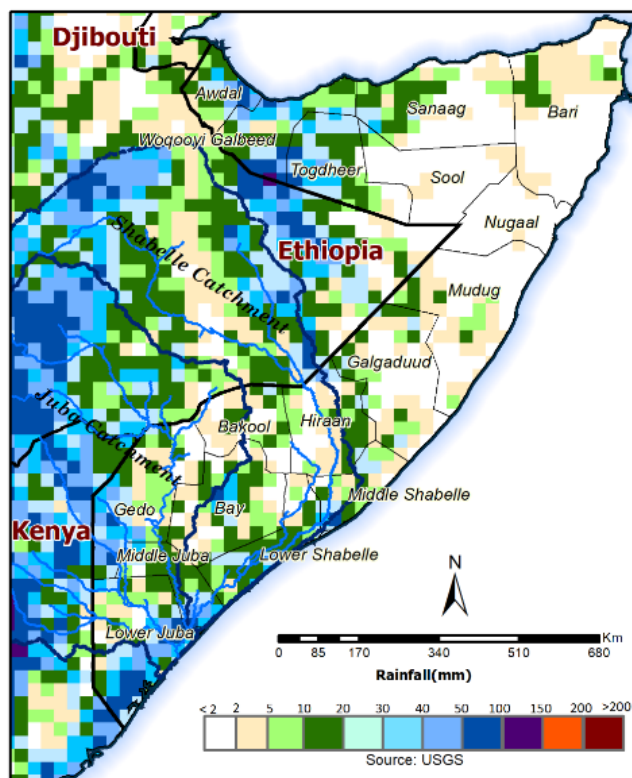 Djibouti
Awdal
Sanaag
Bari
Woqooyi Galbeed
Togdheer
Sool
Shabelle Catchment
Nugaal
Ethiopia
Mudug
Galgaduud
Juba Catchment
Bakool
Hiraan
Kenya
Gedo
Bay
Middle Shabelle
Middle Juba
Lower Shabelle
Lower Juba
N
Km
0 85 170 340 510 680
Rainfall(mm)
< 2 2 5 10 20 30 40 50 100 150 200 >200
Source: USGS